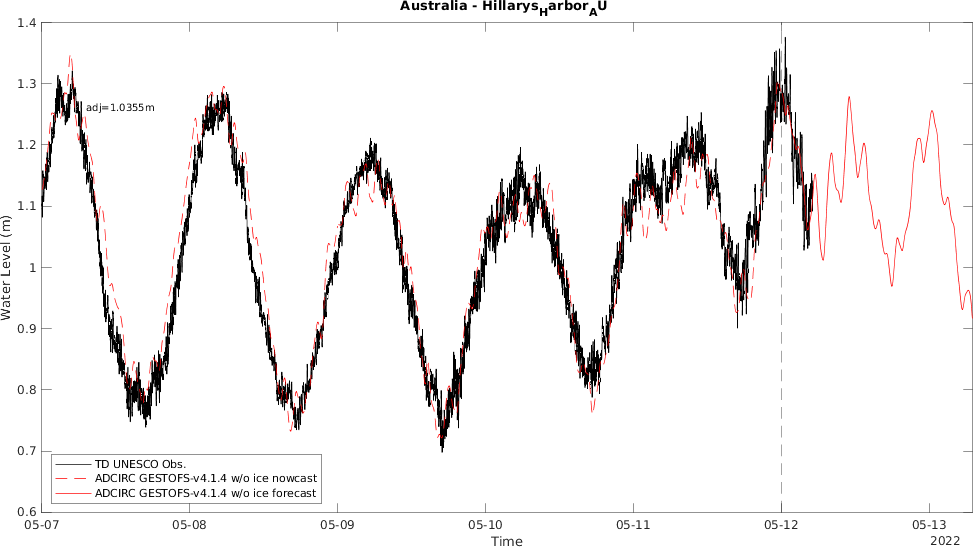 Australia - Hillarys_Harbor_AU
1.4
1.3
adj=1.0355m
1.2
1.1
1
0.9
0.8
0.7
0.6
Water Level (m)
TD UNESCO Obs.
ADCIRC GESTOFS-v4.1.4 w/o ice nowcast
ADCIRC GESTOFS-v4.1.4 w/o ice forecast
05-07 05-08 05-09 05-10 05-11 05-12 05-13
Time
2022